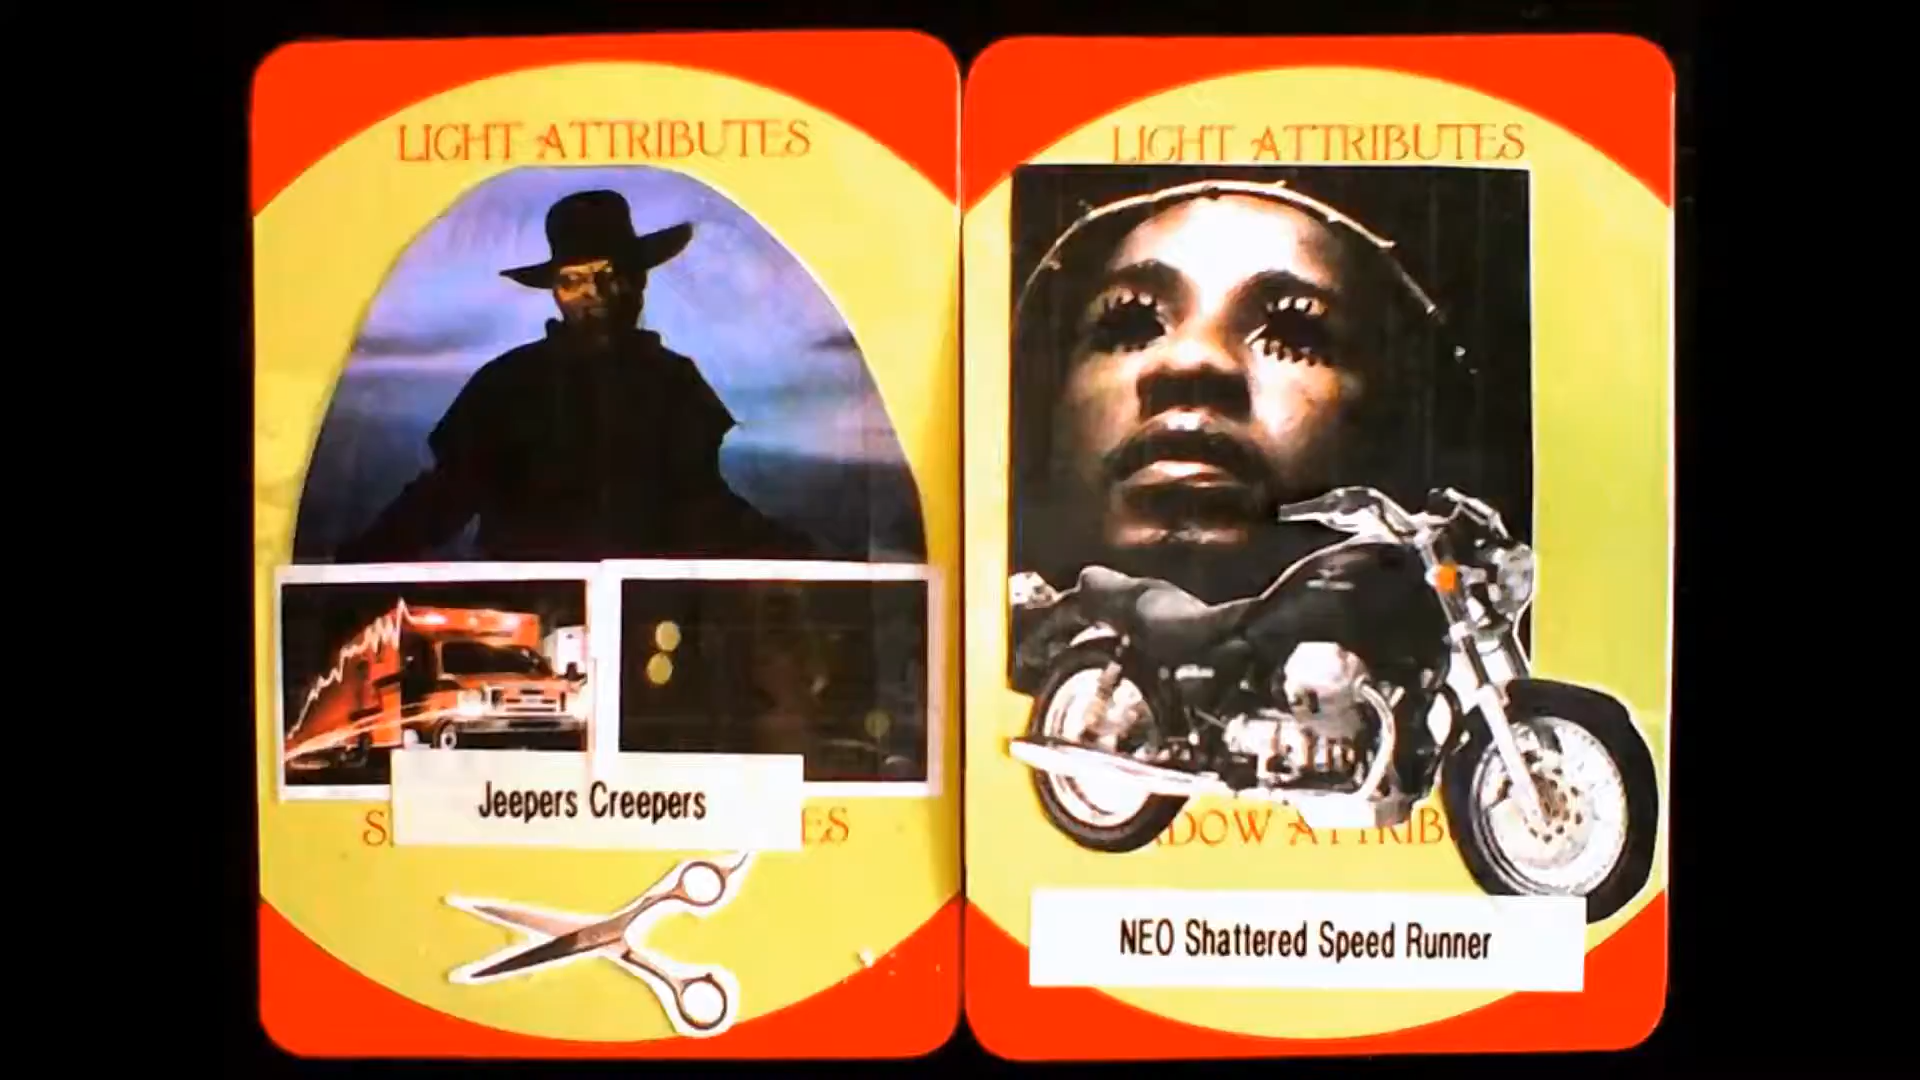 LIGHT ATTRIBUTES
Jeepers Creepers
LIGHT ATTRIBUTES
NEO Shattered Speed Runner